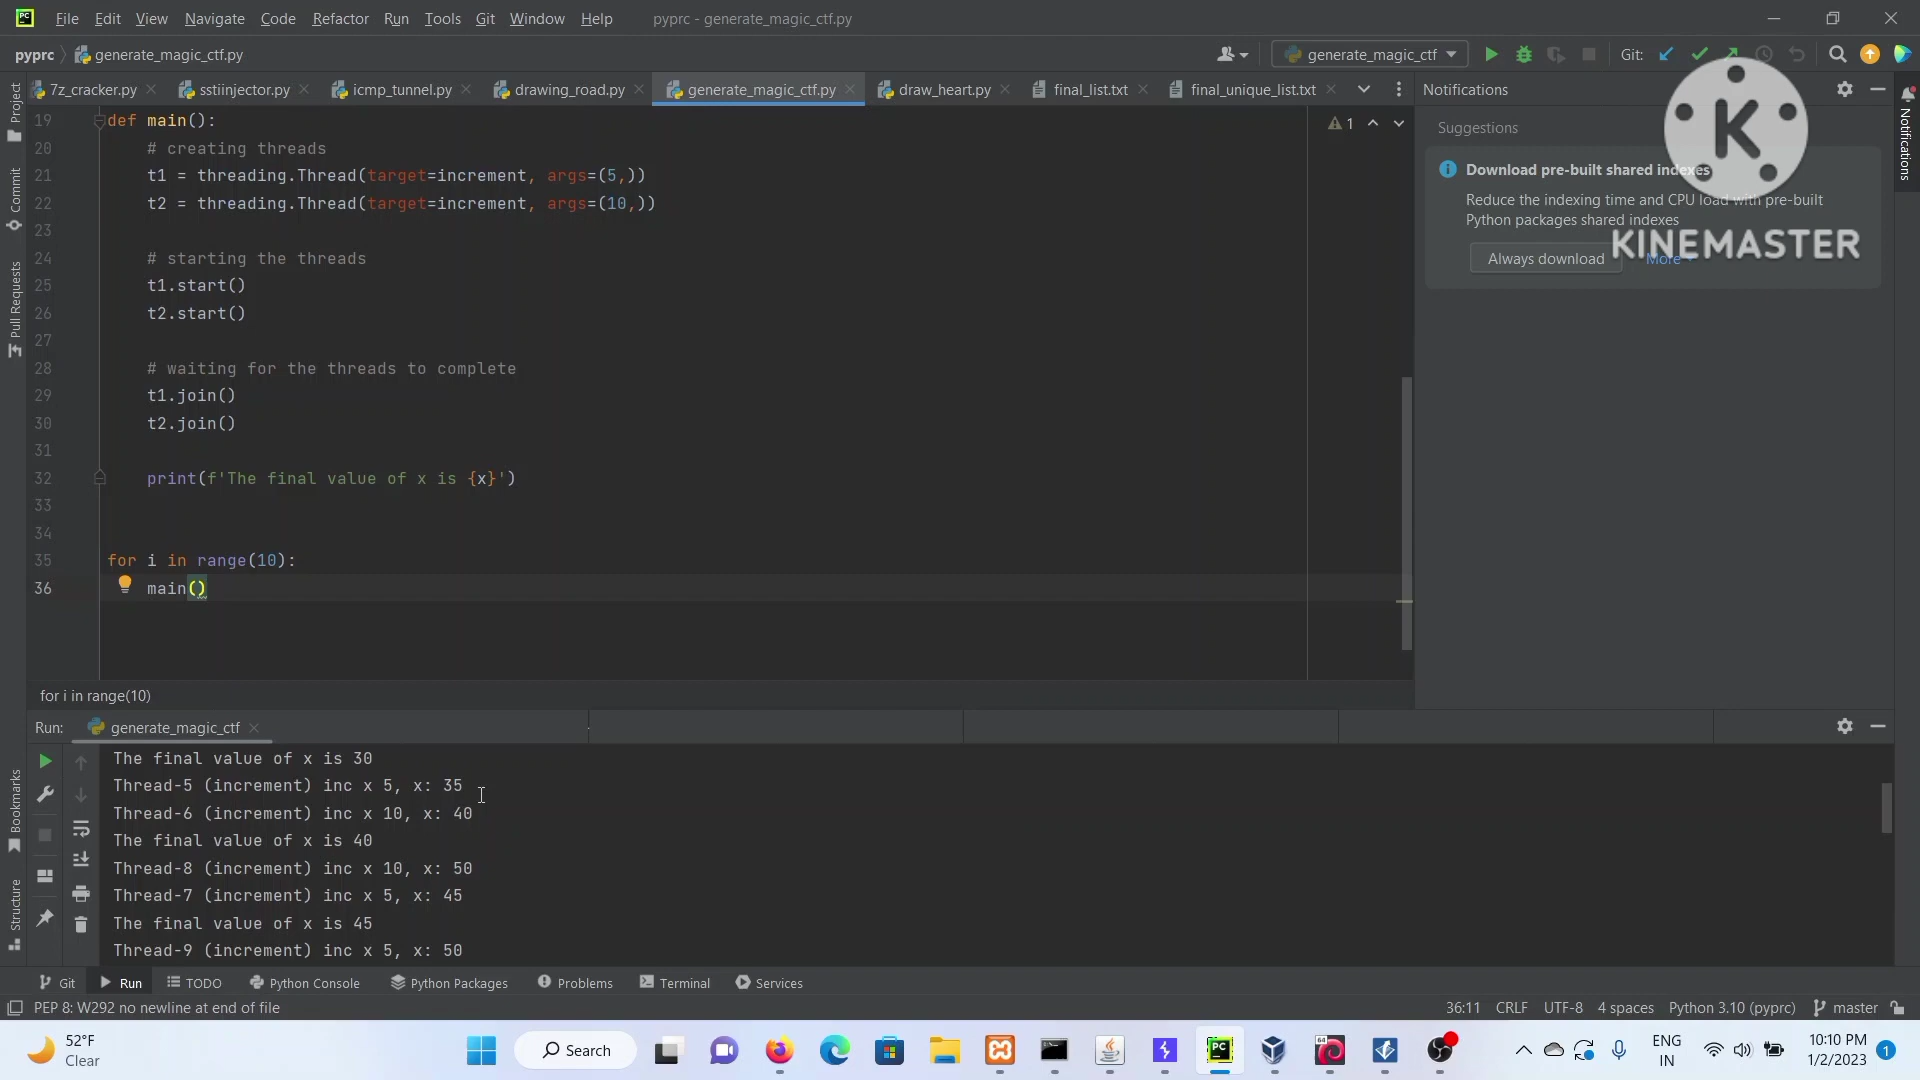 File Edit View Navigate Code Refactor Run Tools Git Window Help pyprc - generate_magic_ctf.py
pyprc generate_magic_ctf.py generate_magic_ctf Git:
7z_cracker.py sstiinjector.py icmp_tunnel.py drawing_road.py generate_magic_ctf.py draw_heart.py final_list.txt final_unique_list.txt Notifications
19 def main():
20 # creating threads
21 t1 = threading.Thread(target=increment, args=(5,))
22 t2 = threading.Thread(target=increment, args=(10,))
23
24 # starting the threads
25 t1.start()
26 t2.start()
27
28 # waiting for the threads to complete
29 t1.join()
30 t2.join()
31
32 print(f'The final value of x is {x}')
33
34
35 for i in range(10):
36 main()
1
Suggestions
Download pre-built shared indexes
Reduce the indexing time and CPU load with pre-built
Python packages shared indexes
Always download More
K
KINEMASTER
Project
Commit
Pull Requests
Bookmarks
Structure
Notifications
for i in range(10)
Run: generate_magic_ctf
The final value of x is 30
Thread-5 (increment) inc x 5, x: 35
Thread-6 (increment) inc x 10, x: 40
The final value of x is 40
Thread-8 (increment) inc x 10, x: 50
Thread-7 (increment) inc x 5, x: 45
The final value of x is 45
Thread-9 (increment) inc x 5, x: 50
Git Run TODO Python Console Python Packages Problems Terminal Services
PEP 8: W292 no newline at end of file 36:11 CRLF UTF-8 4 spaces Python 3.10 (pyprc) master
52°F
Clear
Search
ENG
IN
10:10 PM
1/2/2023
1